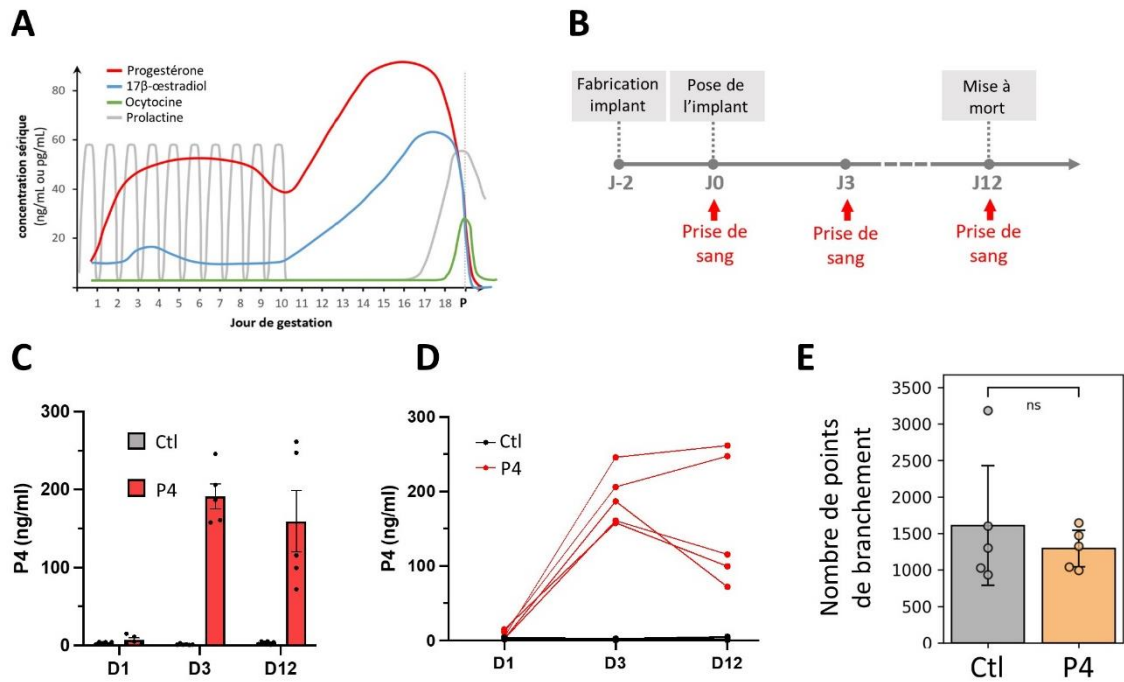 A
Progestérone
17β-œstradiol
Ocytocine
Prolactine
concentration sérique
(ng/mL ou pg/mL)
80
60
40
20
1 2 3 4 5 6 7 8 9 10 11 12 13 14 15 16 17 18 P
Jour de gestation
B
Fabrication
implant
Pose de
l'implant
Mise à
mort
J-2
J0
J3
J12
Prise de
sang
Prise de
sang
Prise de
sang
C
P4 (ng/ml)
300
200
100
0
Ctl
P4
D1
D3
D12
D
P4 (ng/ml)
300
200
100
0
Ctl
P4
D1
D3
D12
E
Nombre de points
de branchement
3500
3000
2500
2000
1500
1000
500
0
ns
Ctl
P4